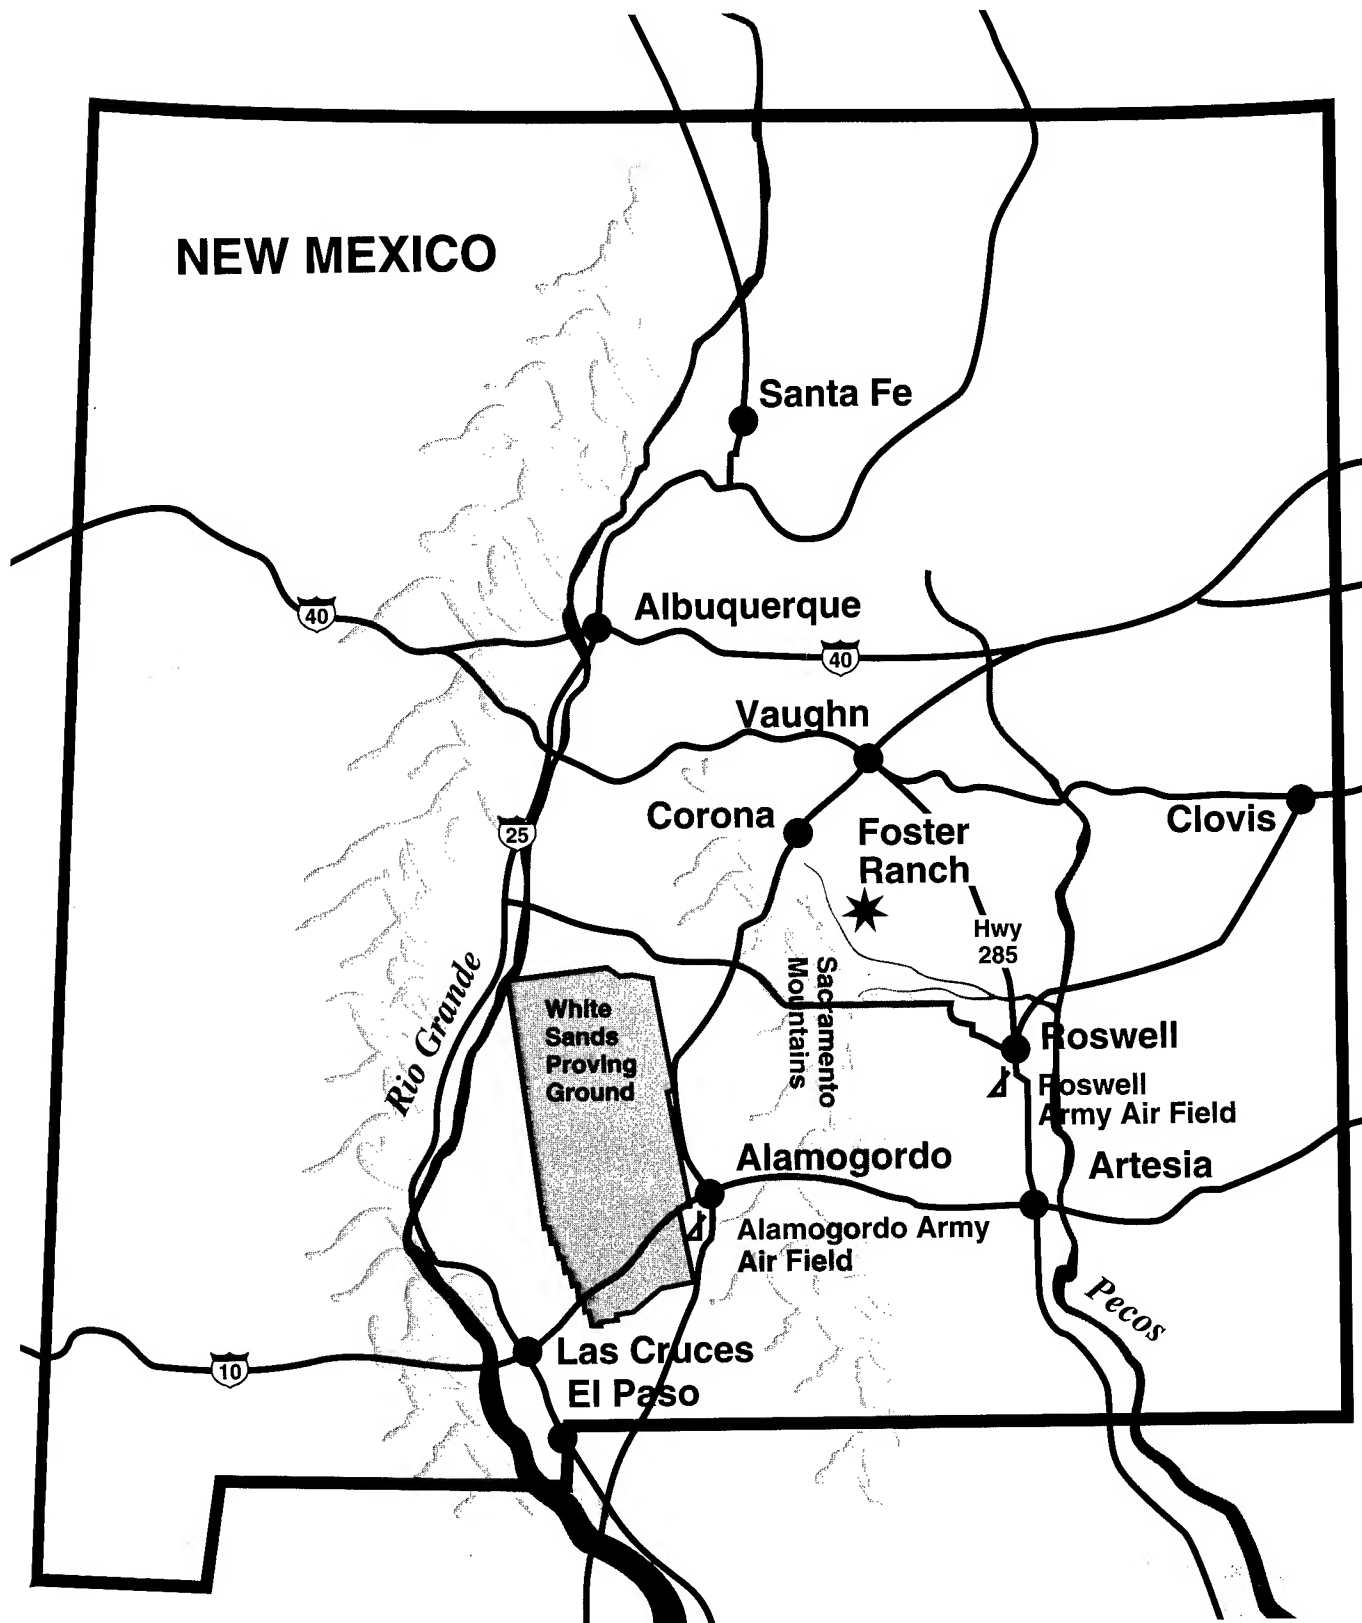 NEW MEXICO
Santa Fe
40
Albuquerque
40
Vaughn
Corona
25
Foster
Ranch
Clovis
Hwy
285
Rio Grande
White
Sands
Proving
Ground
Sacramento
Mountains
Roswell
Roswell
Army Air Field
Alamogordo
Artesia
Alamogordo Army
Air Field
Pecos
10
Las Cruces
El Paso